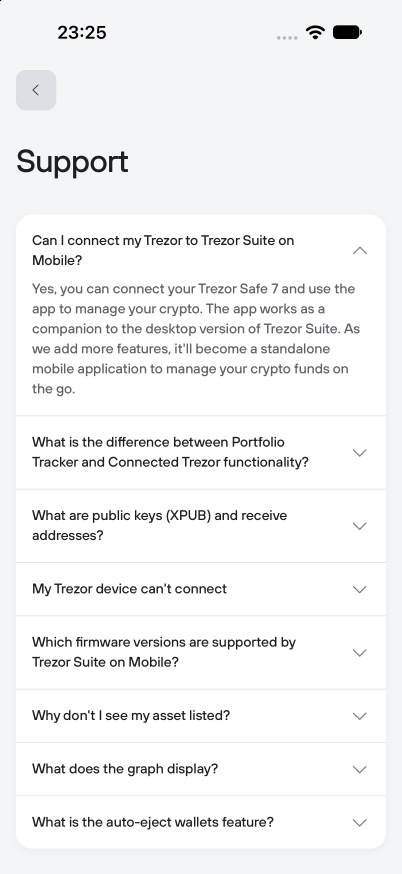 23:25
Support
Can I connect my Trezor to Trezor Suite on
Mobile?
Yes, you can connect your Trezor Safe 7 and use the
app to manage your crypto. The app works as a
companion to the desktop version of Trezor Suite. As
we add more features, it'll become a standalone
mobile application to manage your crypto funds on
the go.
What is the difference between Portfolio
Tracker and Connected Trezor functionality?
What are public keys (XPUB) and receive
addresses?
My Trezor device can't connect
Which firmware versions are supported by
Trezor Suite on Mobile?
Why don't I see my asset listed?
What does the graph display?
What is the auto-eject wallets feature?